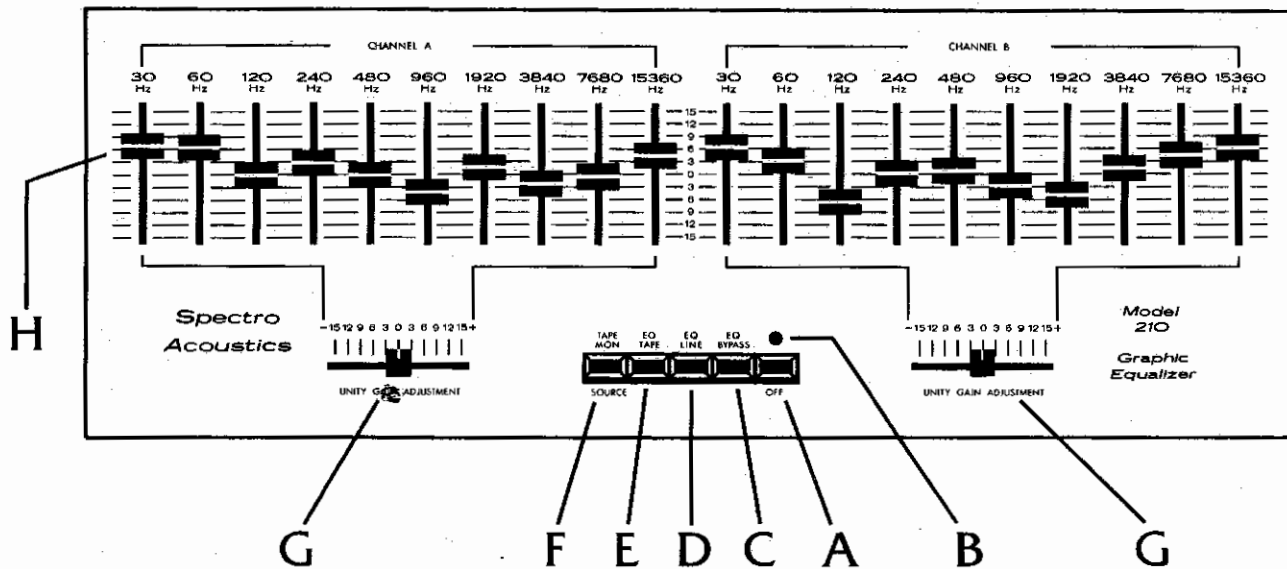 CHANNEL A
CHANNEL B
30 60 120 240 480 960 1920 3840 7680 15360
Hz Hz Hz Hz Hz Hz Hz Hz Hz Hz
30 60 120 240 480 960 1920 3840 7680 15360
Hz Hz Hz Hz Hz Hz Hz Hz Hz Hz
15
12
9
6
3
0
3
6
9
12
15
H
Spectro
Acoustics
-15 12 9 6 3 0 3 6 9 12 15+
UNITY GAIN ADJUSTMENT
TAPE MON
EQ TAPE
EQ LINE
EQ BYPASS
SOURCE
OFF
-15 12 9 6 3 0 3 6 9 12 15+
UNITY GAIN ADJUSTMENT
Model
210
Graphic
Equalizer
G F E D C A B G